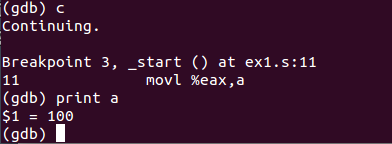 (gdb) c
Continuing.
Breakpoint 3, _start () at ex1.s:11
11 movl %eax,a
(gdb) print a
$1 = 100
(gdb)